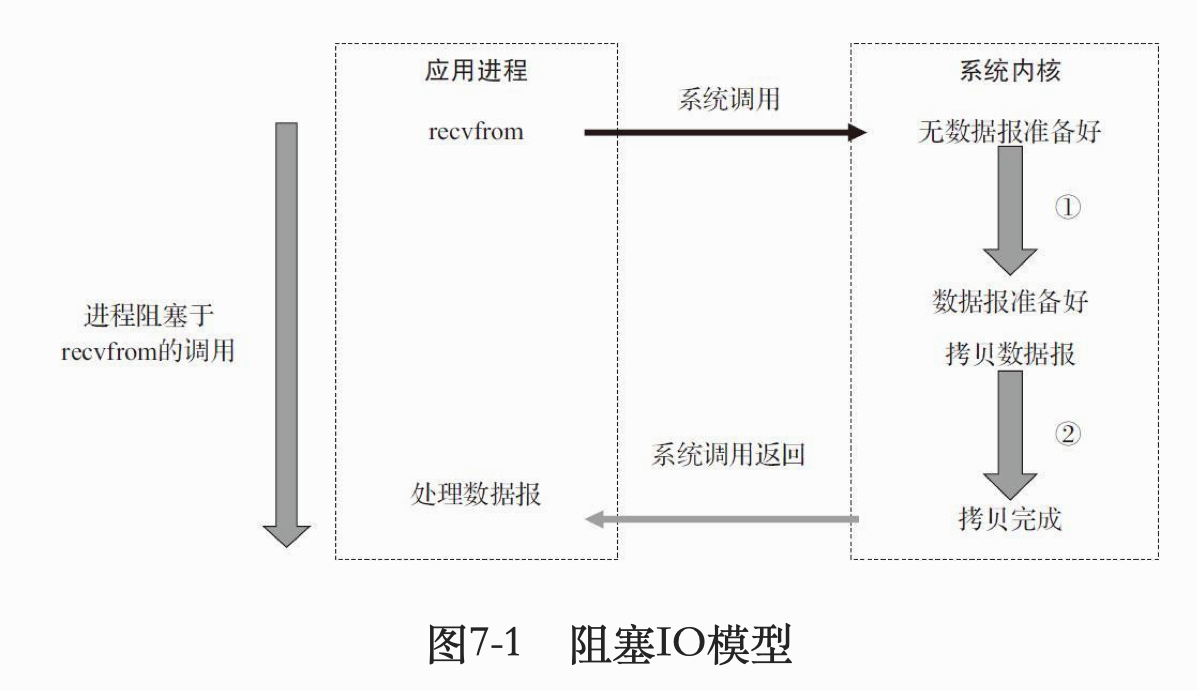 应用进程
系统内核
系统调用
recvfrom
无数据报准备好
①
进程阻塞于
recvfrom的调用
数据报准备好
拷贝数据报
②
系统调用返回
处理数据报
拷贝完成
图7-1 阻塞IO模型